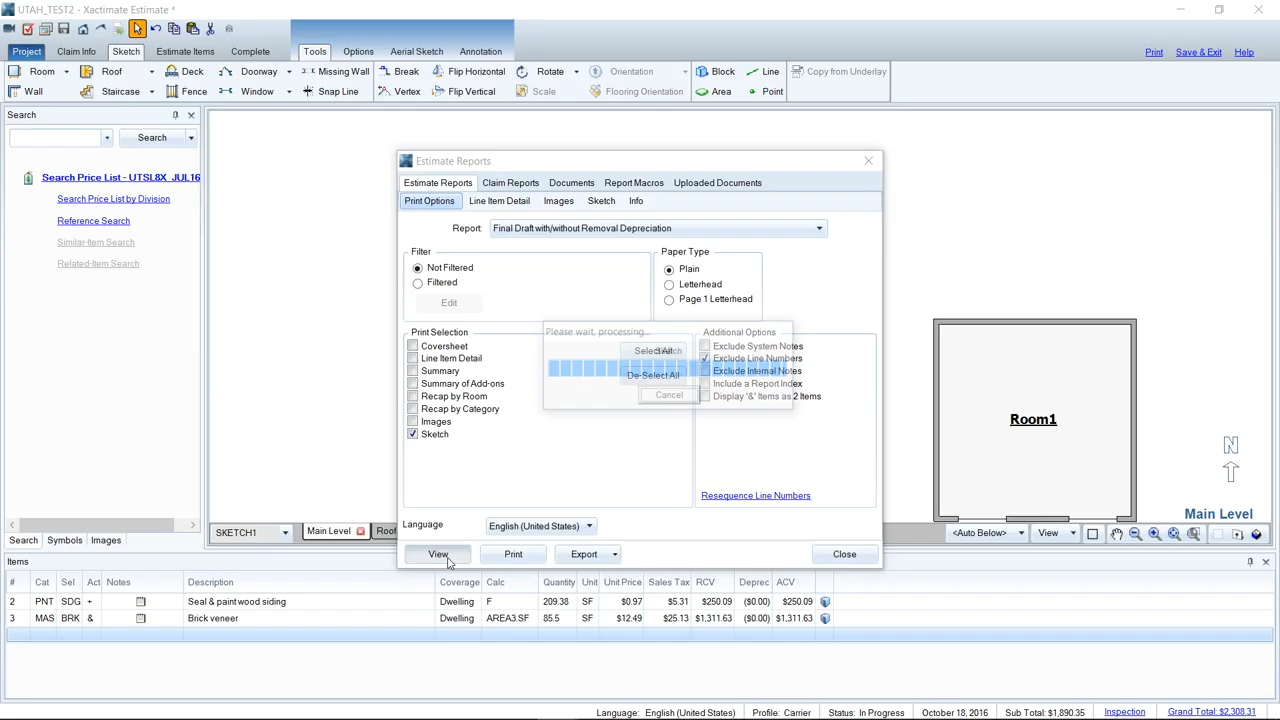 UTAH_TEST2 - Xactimate Estimate *
Project Claim Info Sketch Estimate Items Complete Tools Options Aerial Sketch Annotation Print Save & Exit Help
Room Roof Deck Doorway Missing Wall Break Flip Horizontal Rotate Orientation Block Line Copy from Underlay
Wall Staircase Fence Window Snap Line Vertex Flip Vertical Scale Flooring Orientation Area Point
Search
Search
Search Price List - UTSL8X_JUL16
Search Price List by Division
Reference Search
Similar-Item Search
Related-Item Search
Search Symbols Images
Estimate Reports
Estimate Reports Claim Reports Documents Report Macros Uploaded Documents
Print Options Line Item Detail Images Sketch Info
Report: Final Draft with/without Removal Depreciation
Filter
Not Filtered
Filtered
Edit
Paper Type
Plain
Letterhead
Page 1 Letterhead
Print Selection
Coversheet
Line Item Detail
Summary
Summary of Add-ons
Recap by Room
Recap by Category
Images
Sketch
Please wait, processing...
Select All
Sketch
De-Select All
Cancel
Additional Options
Exclude System Notes
Exclude Line Numbers
Exclude Internal Notes
Include a Report Index
Display '&' Items as 2 Items
Resequence Line Numbers
Language English (United States)
View Print Export Close
Room1
N
Main Level
SKETCH1 Main Level Roof <Auto Below> View
Items
# Cat Sel Act Notes Description Coverage Calc Quantity Unit Unit Price Sales Tax RCV Deprec ACV
2 PNT SDG + Seal & paint wood siding Dwelling F 209.38 SF $0.97 $5.31 $250.09 ($0.00) $250.09
3 MAS BRK & Brick veneer Dwelling AREA3.SF 85.5 SF $12.49 $25.13 $1,311.63 ($0.00) $1,311.63
Language: English (United States) Profile: Carrier Status: In Progress October 18, 2016 Sub Total: $1,890.35 Inspection Grand Total: $2,308.31